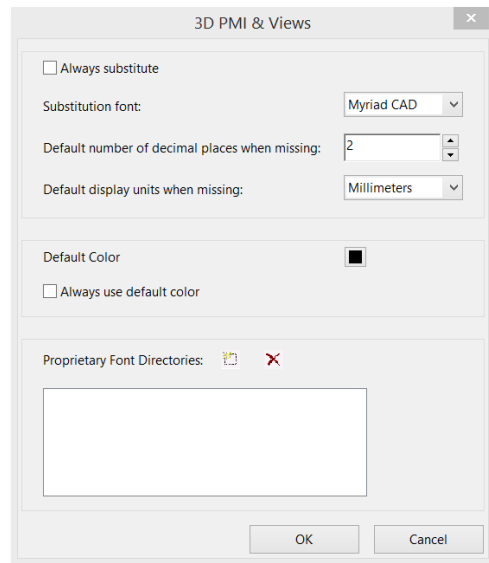 3D PMI & Views
Always substitute
Substitution font: Myriad CAD
Default number of decimal places when missing: 2
Default display units when missing: Millimeters
Default Color
Always use default color
Proprietary Font Directories:
OK Cancel